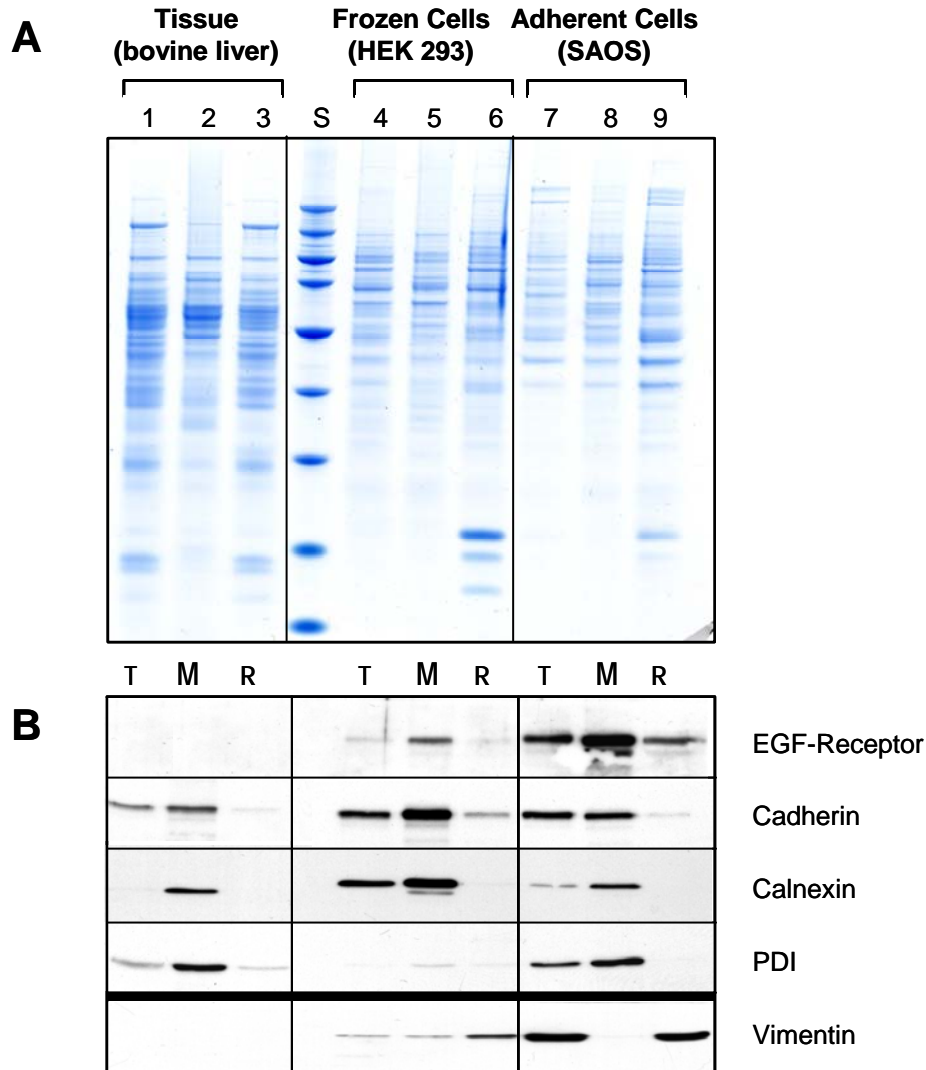 A
Tissue
(bovine liver)
Frozen Cells
(HEK 293)
Adherent Cells
(SAOS)
1 2 3 S 4 5 6 7 8 9
T M R T M R T M R
B
EGF-Receptor
Cadherin
Calnexin
PDI
Vimentin